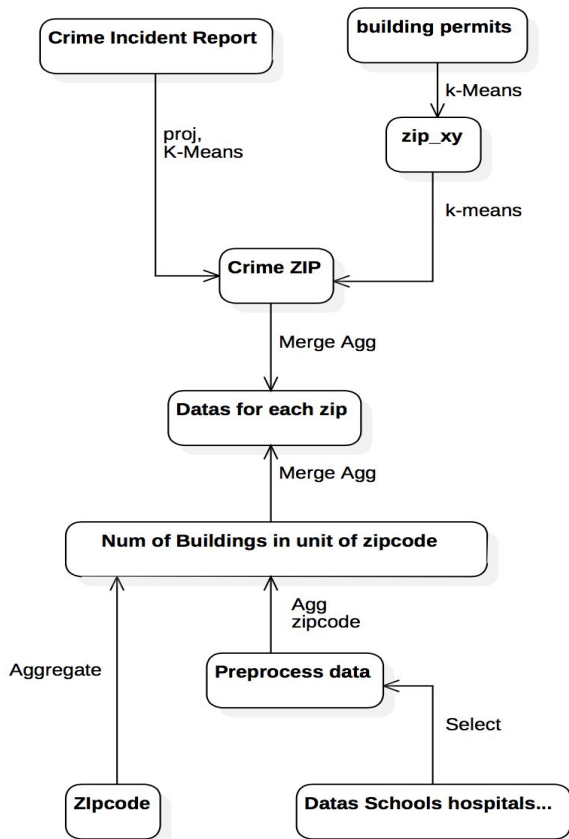 Crime Incident Report
building permits
k-Means
proj,
K-Means
zip_xy
k-means
Crime ZIP
Merge Agg
Datas for each zip
Merge Agg
Num of Buildings in unit of zipcode
Agg
zipcode
Aggregate
Preprocess data
Select
ZIpcode
Datas Schools hospitals...